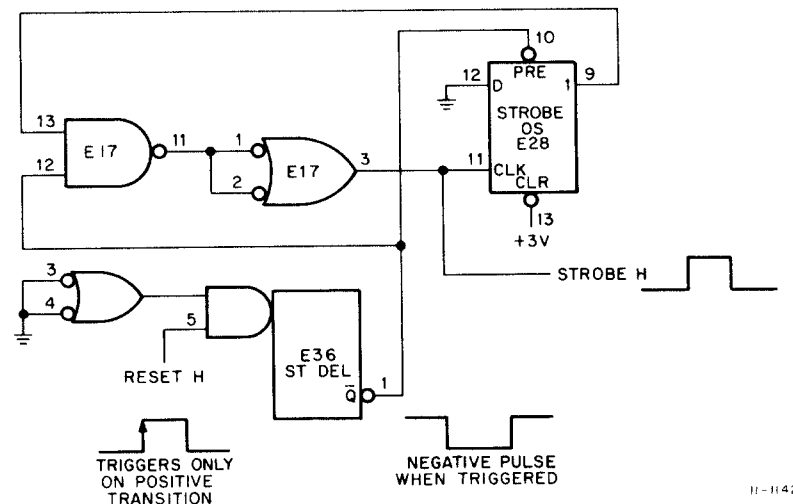 10
PRE
12
D
1
9
STROBE
OS
E28
13
E17
11
12
1
2
E17
3
11
CLK
CLR
13
+3V
STROBE H
3
4
5
RESET H
E36
ST DEL
Q̅
1
TRIGGERS ONLY
ON POSITIVE
TRANSITION
NEGATIVE PULSE
WHEN TRIGGERED